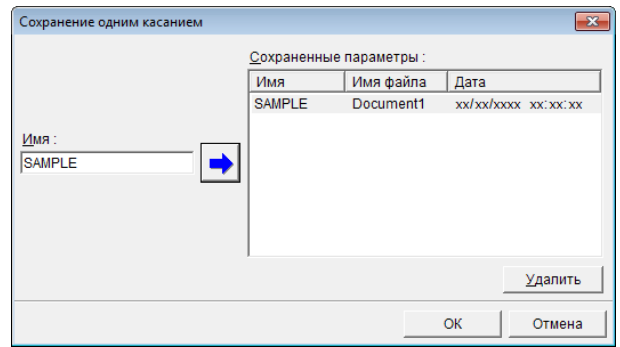 Сохранение одним касанием
Сохраненные параметры :
Имя Имя файла Дата
SAMPLE Document1 xx/xx/xxxx xx:xx:xx
Имя :
SAMPLE
Удалить
ОК Отмена